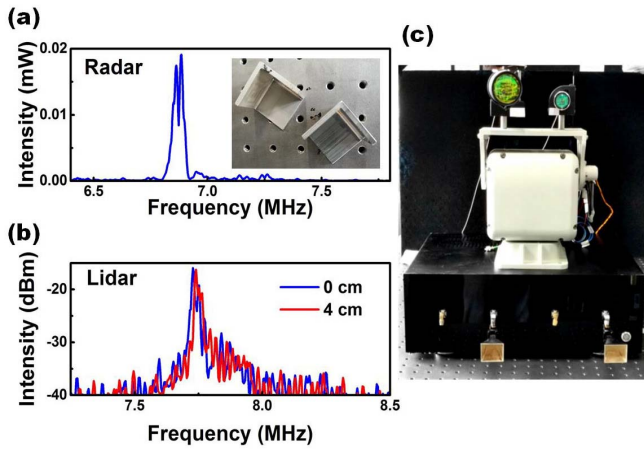 (a)
Radar
Intensity (mW)
0.02
0.01
0.00
6.5
7.0
7.5
Frequency (MHz)
(b)
Lidar
0 cm
4 cm
Intensity (dBm)
-20
-30
-40
7.5
8.0
8.5
Frequency (MHz)
(c)